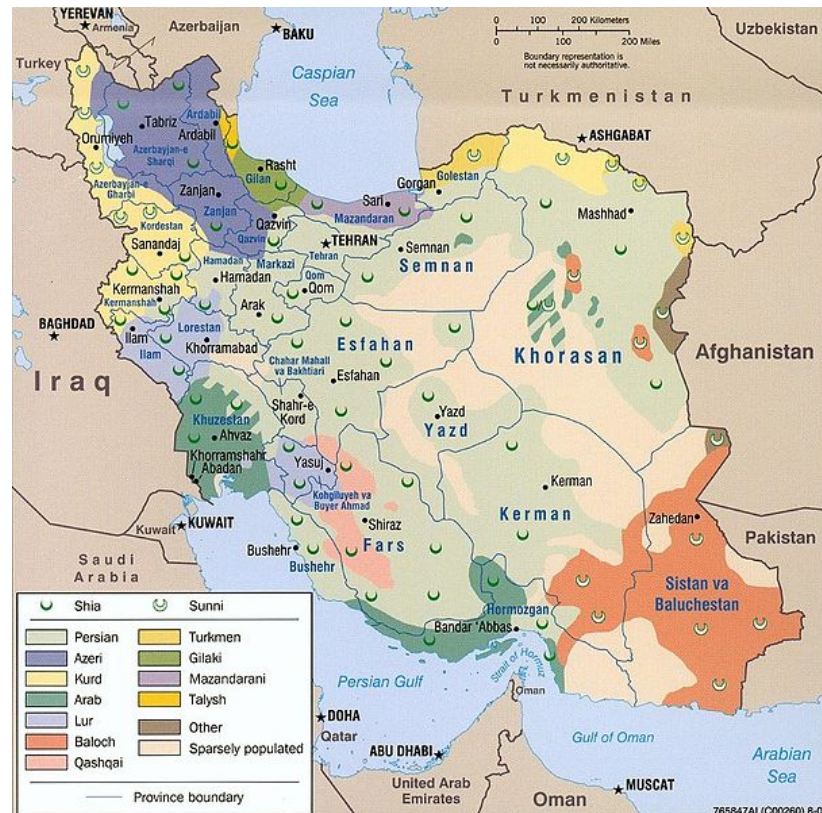 YEREVAN
Armenia
Azerbaijan
BAKU
Turkey
Caspian
Sea
0 100 200 Kilometers
0 100 200 Miles
Boundary representation is
not necessarily authoritative.
Uzbekistan
Turkmenistan
ASHGABAT
Tabriz
Ardabil
Ardabil
Orumiyeh
Azerbayjan-e
Sharqi
Rasht
Gilan
Golestan
Gorgan
Azerbayjan-e
Gharbi
Zanjan
Zanjan
Sari
Mazandaran
Mashhad
Kordestan
Qazvin
Qazvin
TEHRAN
Tehran
Semnan
Semnan
Sanandaj
Hamadan
Hamadan
Markazi
Qom
Qom
Kermanshah
Kermanshah
Arak
BAGHDAD
Ilam
Ilam
Lorestan
Khorramabad
Esfahan
Esfahan
Khorasan
Afghanistan
Iraq
Chahar Mahall
va Bakhtiari
Shahr-e
Kord
Yazd
Yazd
Khuzestan
Ahvaz
Khorramshahr
Abadan
Yasuj
Kohgiluyeh va
Buyer Ahmad
Kerman
Kerman
Zahedan
Kuwait
KUWAIT
Shiraz
Fars
Pakistan
Saudi
Arabia
Bushehr
Bushehr
Sistan va
Baluchestan
Hormozgan
Bandar 'Abbas
Strait of Hormuz
Oman
Persian Gulf
DOHA
Qatar
ABU DHABI
Gulf of Oman
Arabian
Sea
United Arab
Emirates
Oman
MUSCAT
Shia Sunni
Persian Turkmen
Azeri Gilaki
Kurd Mazandarani
Arab Talysh
Lur Other
Baloch Sparsely populated
Qashqai
Province boundary